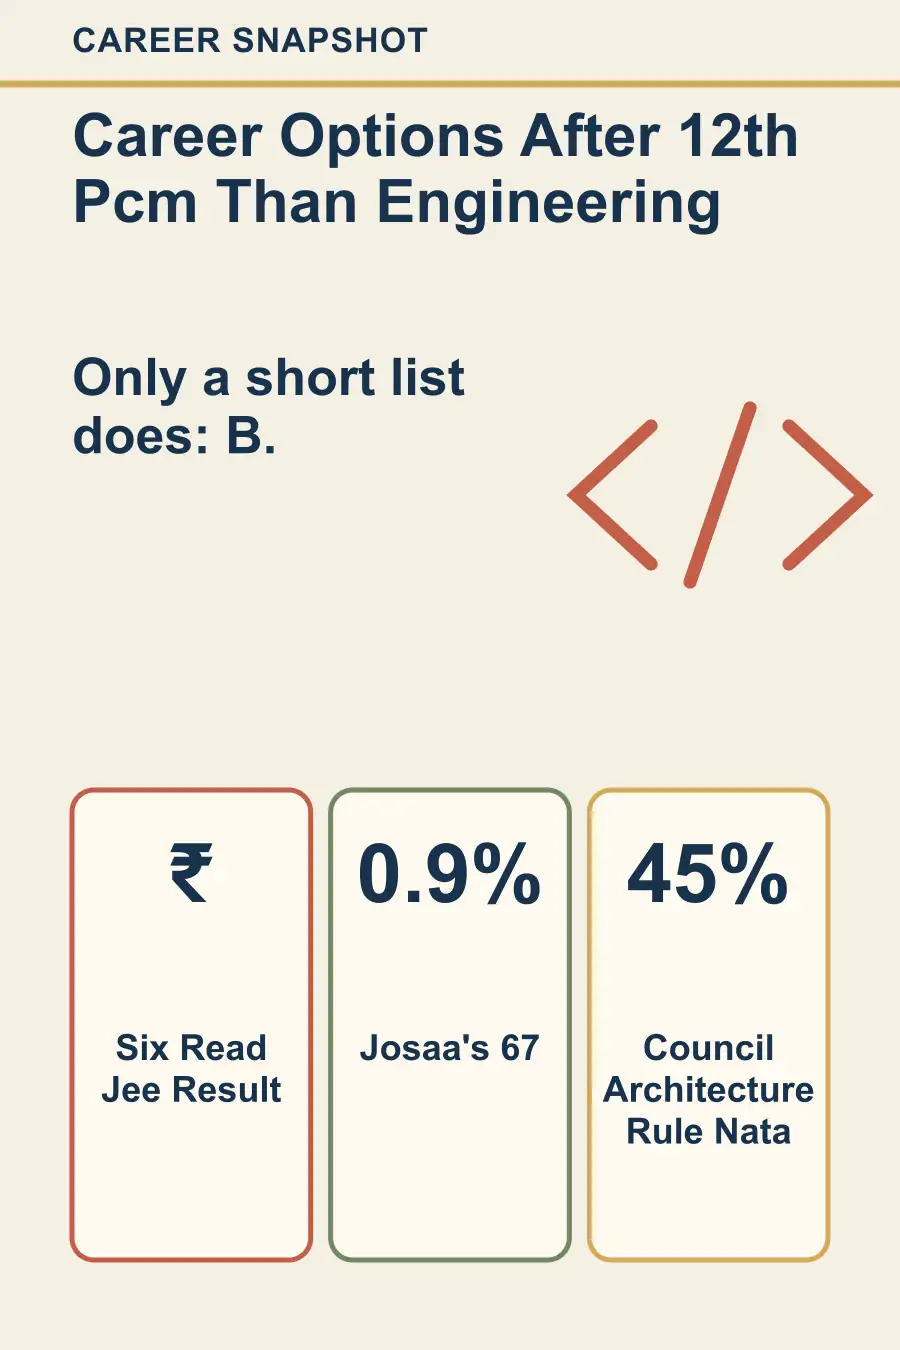 CAREER SNAPSHOT
Career Options After 12th
Pcm Than Engineering
Only a short list
does: B.
₹
Six Read
Jee Result
0.9%
Josaa's 67
45%
Council
Architecture
Rule Nata